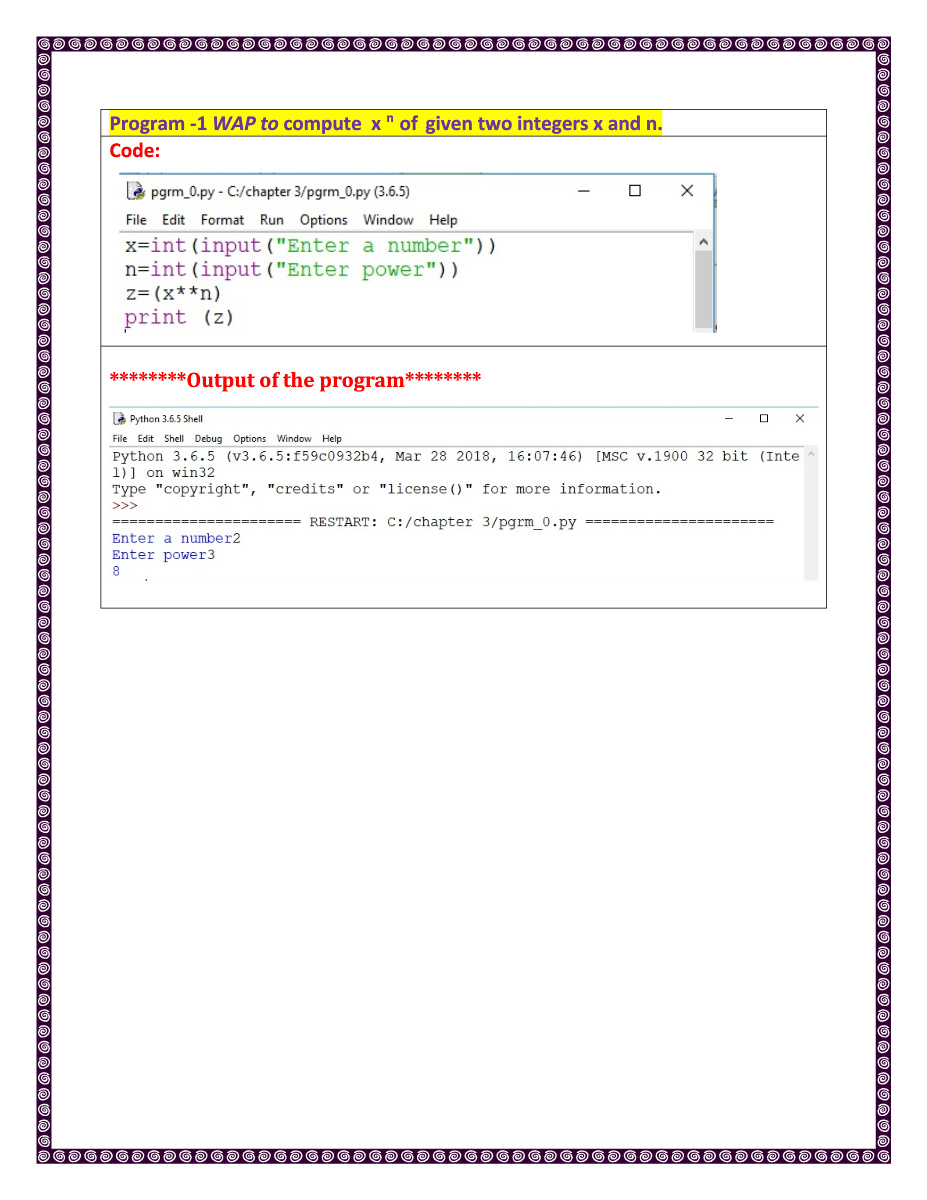 Program -1 WAP to compute x n of given two integers x and n.
Code:
pgrm_0.py - C:/chapter 3/pgrm_0.py (3.6.5)
File Edit Format Run Options Window Help
x=int(input("Enter a number"))
n=int(input("Enter power"))
z=(x**n)
print (z)
********Output of the program********
Python 3.6.5 Shell
File Edit Shell Debug Options Window Help
Python 3.6.5 (v3.6.5:f59c0932b4, Mar 28 2018, 16:07:46) [MSC v.1900 32 bit (Inte
l)] on win32
Type "copyright", "credits" or "license()" for more information.
>>>
====================== RESTART: C:/chapter 3/pgrm_0.py ======================
Enter a number2
Enter power3
8